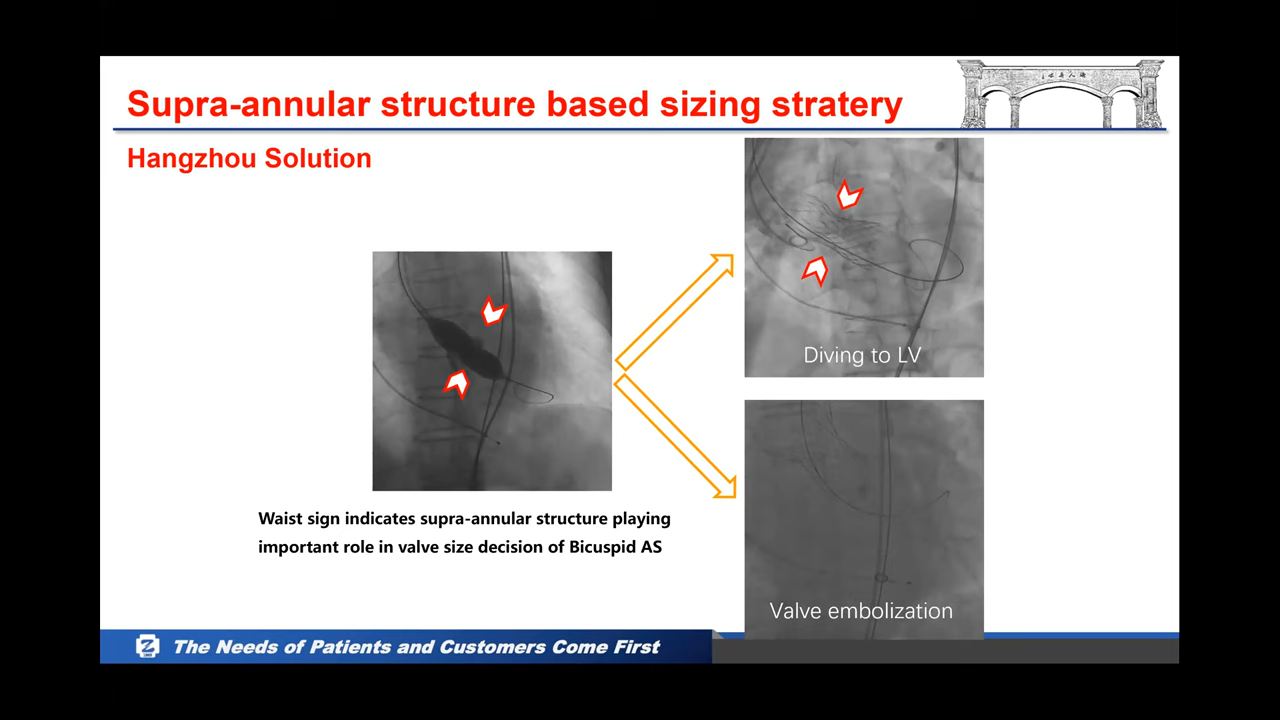 Supra-annular structure based sizing stratery
Hangzhou Solution
Diving to LV
Waist sign indicates supra-annular structure playing
important role in valve size decision of Bicuspid AS
Valve embolization
The Needs of Patients and Customers Come First